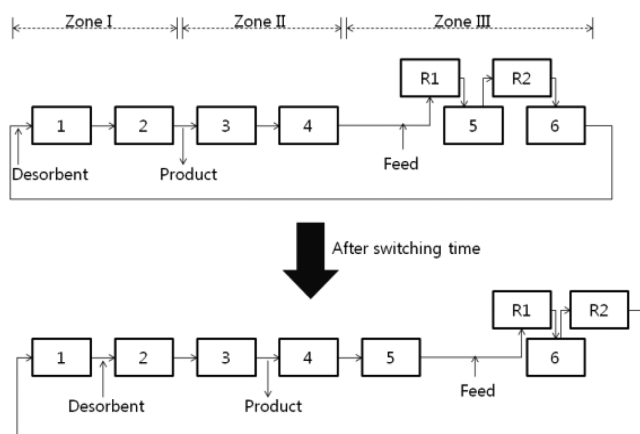 Zone I Zone II Zone III
R1 R2
1 2 3 4 5 6
Desorbent Product Feed
After switching time
R1 R2
1 2 3 4 5 6
Desorbent Product Feed